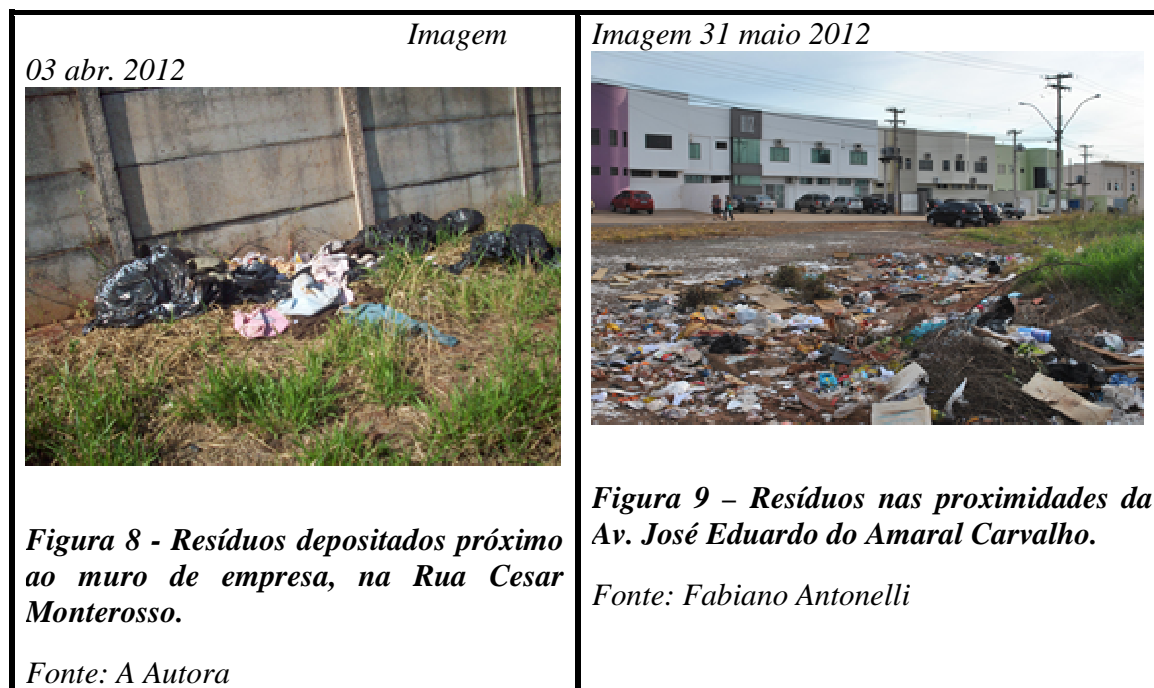 Imagem
03 abr. 2012
Figura 8 - Resíduos depositados próximo
ao muro de empresa, na Rua Cesar
Monterosso.
Fonte: A Autora
Imagem 31 maio 2012
Figura 9 – Resíduos nas proximidades da
Av. José Eduardo do Amaral Carvalho.
Fonte: Fabiano Antonelli